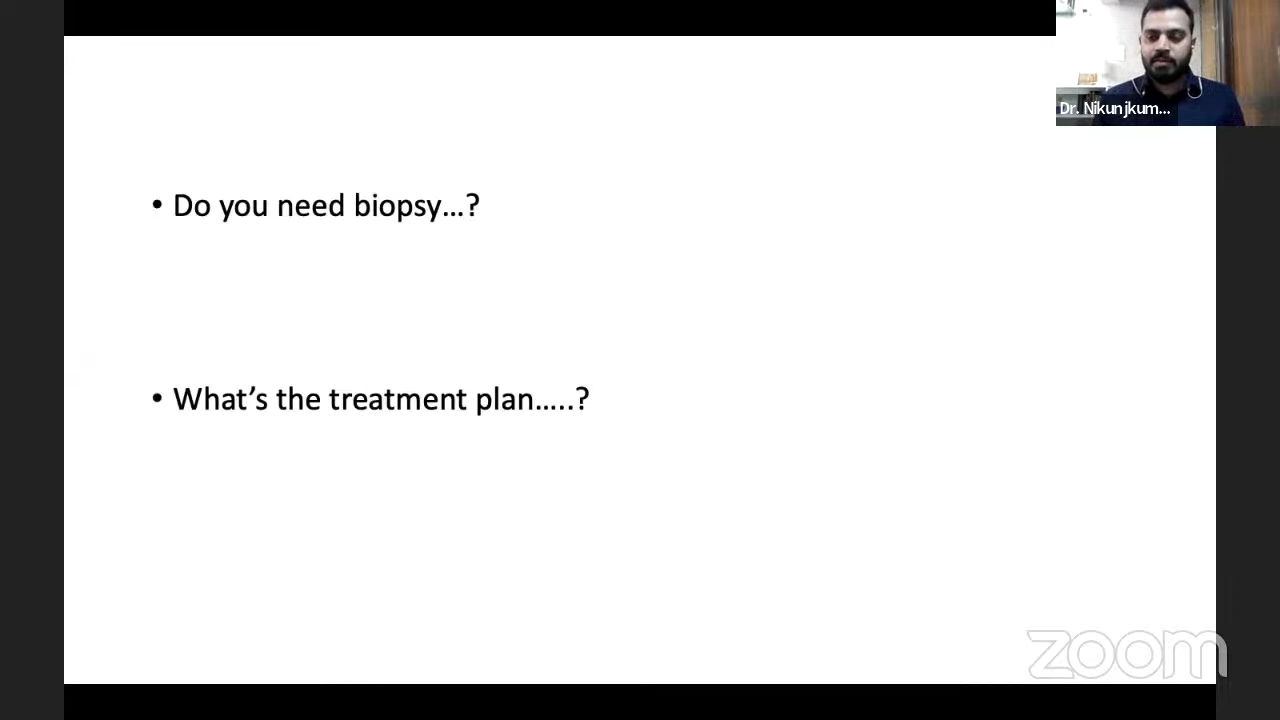 Dr. Nikunjkum...
• Do you need biopsy...?
• What's the treatment plan.....?
zoom